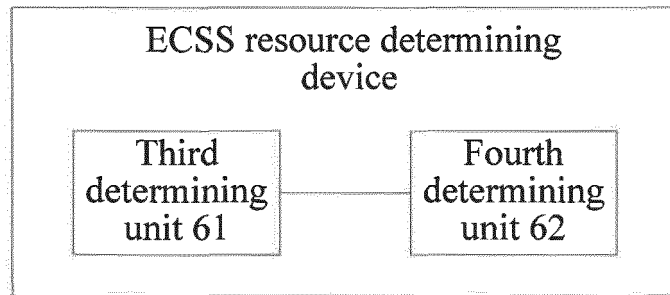 ECSS resource determining
device
Third
determining
unit 61
Fourth
determining
unit 62